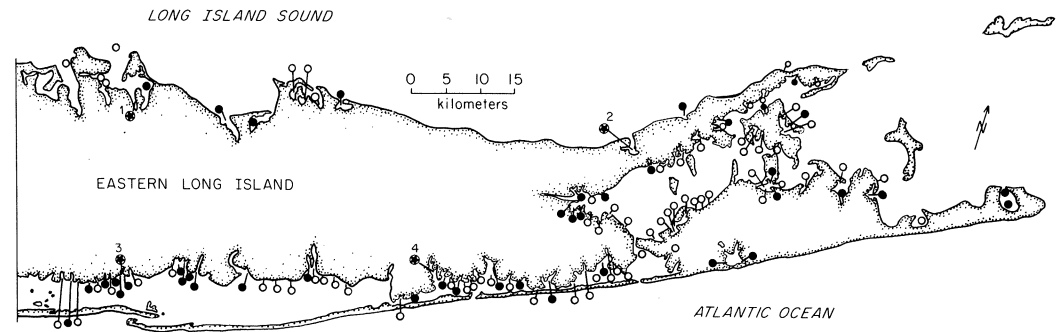 LONG ISLAND SOUND
0 5 10 15
kilometers
1
2
N
EASTERN LONG ISLAND
3
4
ATLANTIC OCEAN